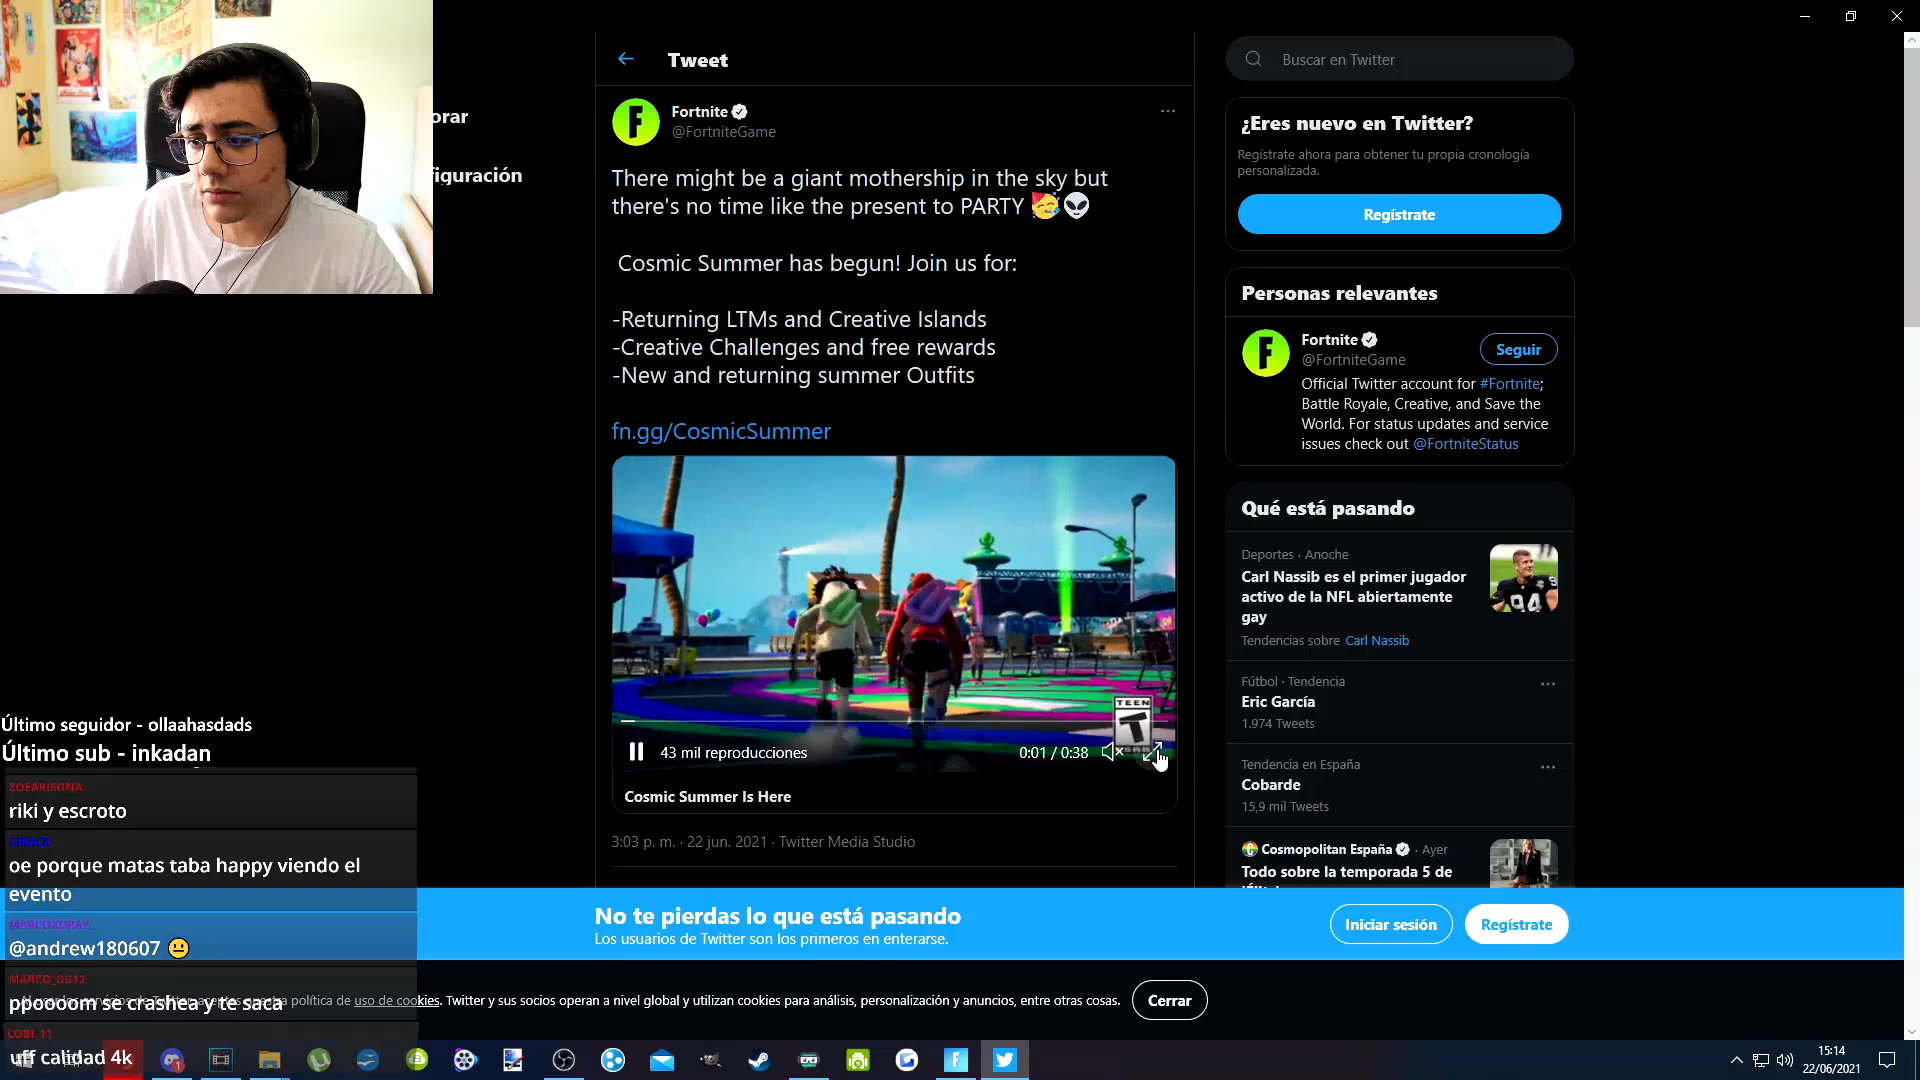 orar
figuración
Último seguidor - ollaahasdads
Último sub - inkadan
ZOEARISONA
riki y escroto
oe porque matas taba happy viendo el
evento
MARCOXGRAY_
@andrew180607
MARCO_GG12
ppoooom se crashea y te saca
LOBI_11
uff calidad 4k
Tweet
Fortnite
@FortniteGame
There might be a giant mothership in the sky but
there's no time like the present to PARTY 🥳👽
Cosmic Summer has begun! Join us for:
-Returning LTMs and Creative Islands
-Creative Challenges and free rewards
-New and returning summer Outfits
fn.gg/CosmicSummer
TEEN
T
43 mil reproducciones
0:01 / 0:38
Cosmic Summer Is Here
3:03 p. m. · 22 jun. 2021 · Twitter Media Studio
Buscar en Twitter
¿Eres nuevo en Twitter?
Regístrate ahora para obtener tu propia cronología
personalizada.
Regístrate
Personas relevantes
Fortnite
@FortniteGame
Seguir
Official Twitter account for #Fortnite;
Battle Royale, Creative, and Save the
World. For status updates and service
issues check out @FortniteStatus
Qué está pasando
Deportes · Anoche
Carl Nassib es el primer jugador
activo de la NFL abiertamente
gay
Tendencias sobre Carl Nassib
94
Fútbol · Tendencia
Eric García
1.974 Tweets
Tendencia en España
Cobarde
15,9 mil Tweets
Cosmopolitan España · Ayer
Todo sobre la temporada 5 de
No te pierdas lo que está pasando
Los usuarios de Twitter son los primeros en enterarse.
Iniciar sesión
Regístrate
política de uso de cookies. Twitter y sus socios operan a nivel global y utilizan cookies para análisis, personalización y anuncios, entre otras cosas.
Cerrar
15:14
22/06/2021